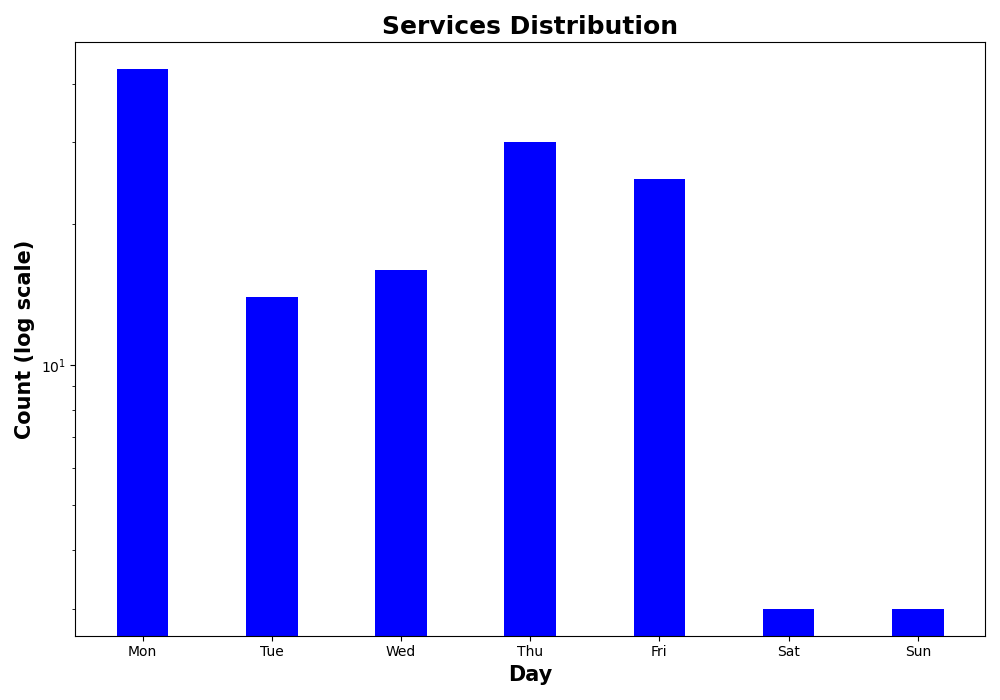 Services Distribution
Count (log scale)
10¹
Mon Tue Wed Thu Fri Sat Sun
Day